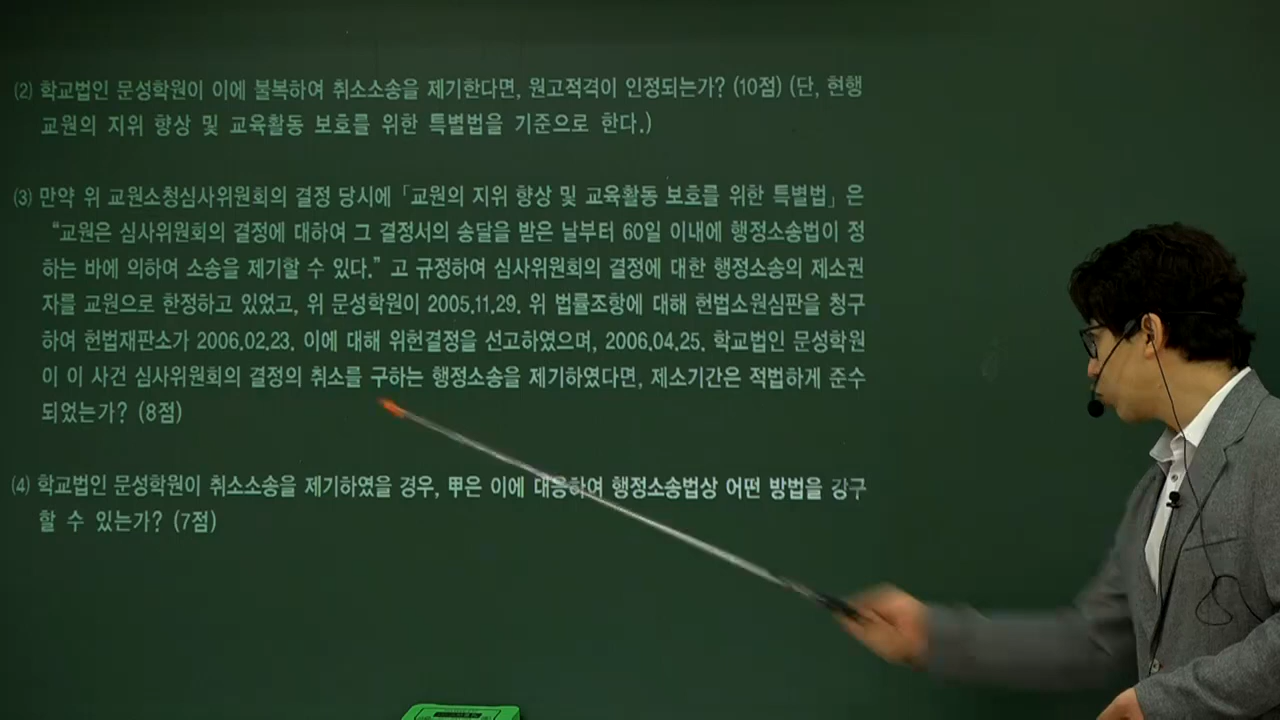 (2) 학교법인 문성학원이 이에 불복하여 취소소송을 제기한다면, 원고적격이 인정되는가? (10점) (단, 현행
교원의 지위 향상 및 교육활동 보호를 위한 특별법을 기준으로 한다.)
(3) 만약 위 교원소청심사위원회의 결정 당시에 「교원의 지위 향상 및 교육활동 보호를 위한 특별법」은
“교원은 심사위원회의 결정에 대하여 그 결정서의 송달을 받은 날부터 60일 이내에 행정소송법이 정
하는 바에 의하여 소송을 제기할 수 있다.” 고 규정하여 심사위원회의 결정에 대한 행정소송의 제소권
자를 교원으로 한정하고 있었고, 위 문성학원이 2005.11.29. 위 법률조항에 대해 헌법소원심판을 청구
하여 헌법재판소가 2006.02.23. 이에 대해 위헌결정을 선고하였으며, 2006.04.25. 학교법인 문성학원
이 이 사건 심사위원회의 결정의 취소를 구하는 행정소송을 제기하였다면, 제소기간은 적법하게 준수
되었는가? (8점)
(4) 학교법인 문성학원이 취소소송을 제기하였을 경우, 甲은 이에 대응하여 행정소송법상 어떤 방법을 강구
할 수 있는가? (7점)